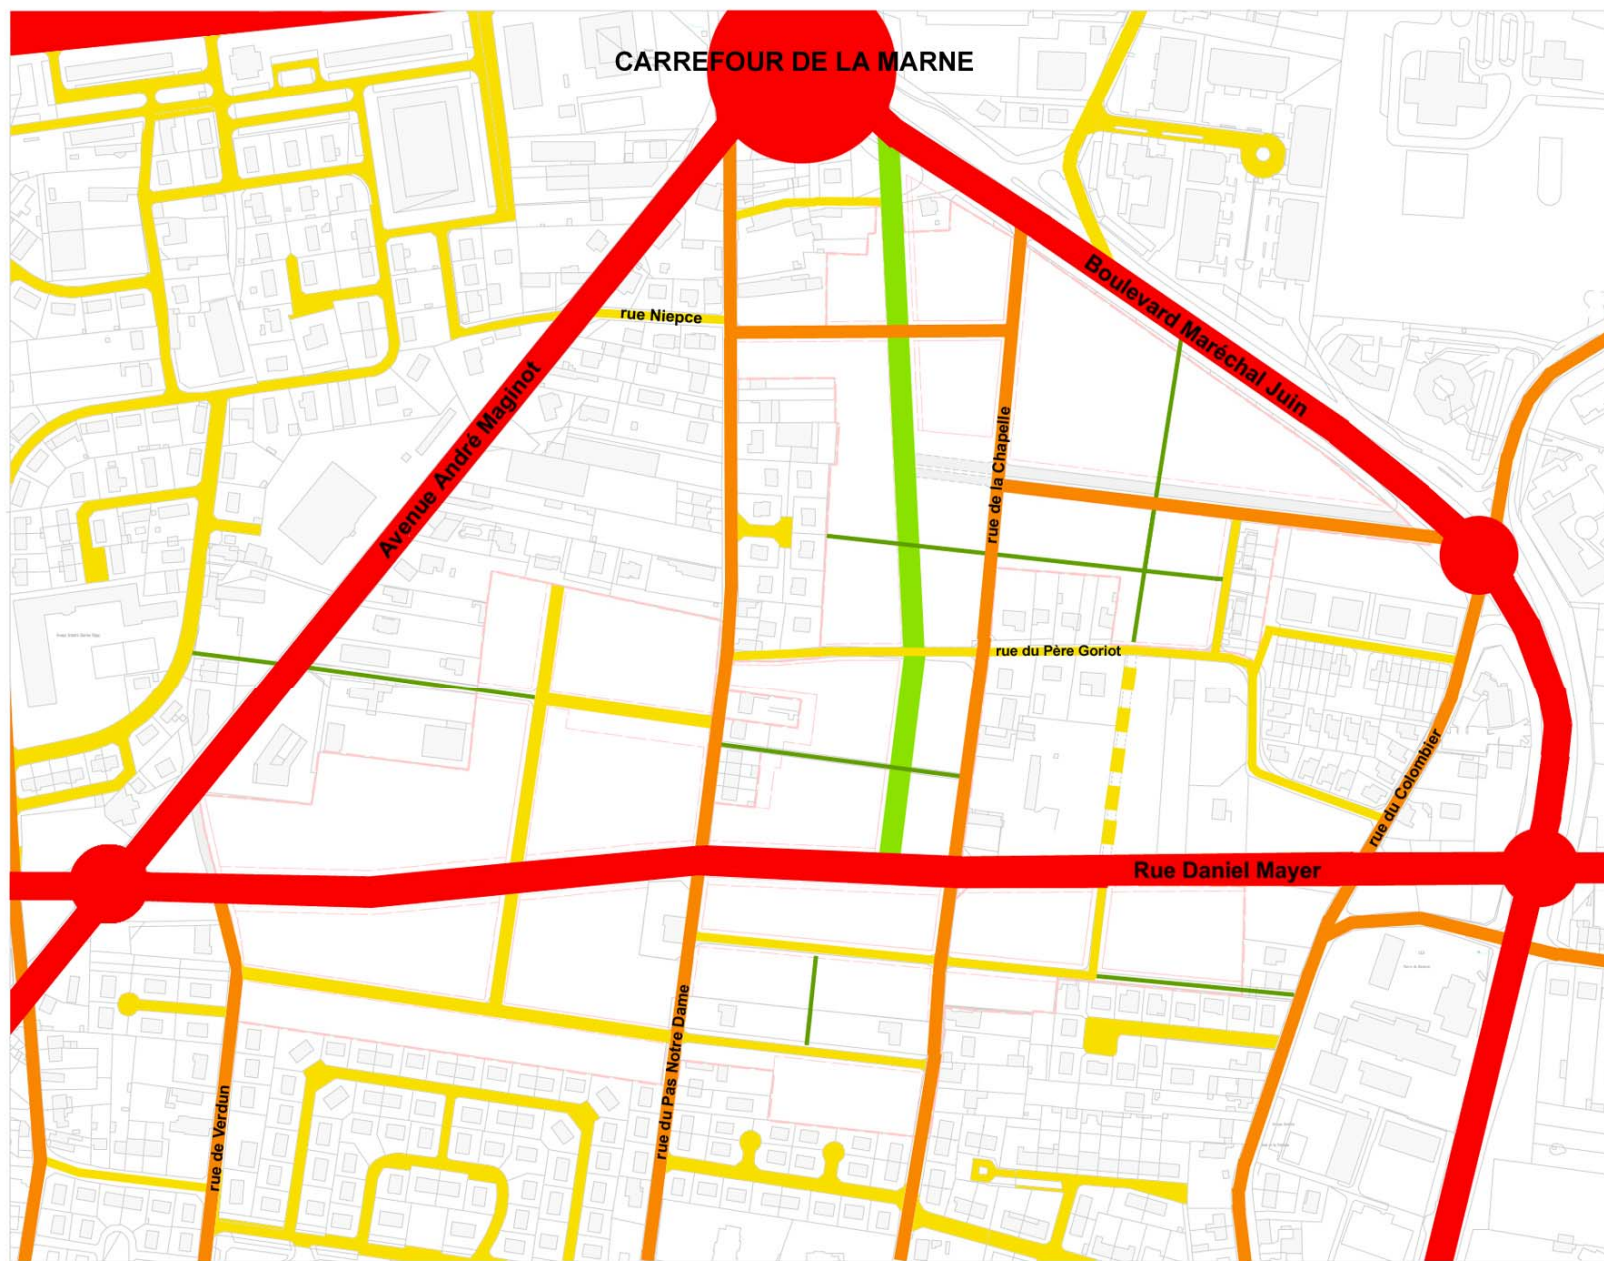 CARREFOUR DE LA MARNE
Boulevard Maréchal Juin
rue Niepce
Avenue André Maginot
rue de la Chapelle
rue du Père Goriot
rue du Colombier
Rue Daniel Mayer
rue du Pas Notre Dame
rue de Verdun